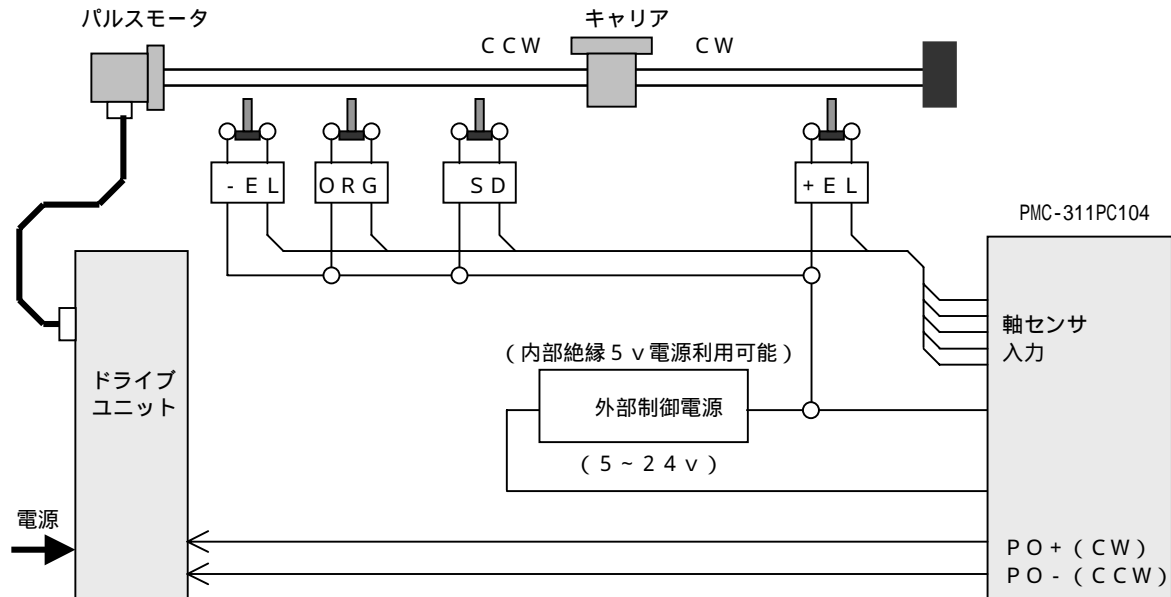 パルスモータ
キャリア
ＣＣＷ
ＣＷ
-ＥＬ
ＯＲＧ
ＳＤ
+ＥＬ
PMC-311PC104
軸センサ
入力
(内部絶縁５ｖ電源利用可能)
外部制御電源
(５~２４ｖ)
ドライブ
ユニット
電源
ＰＯ+(ＣＷ)
ＰＯ-(ＣＣＷ)